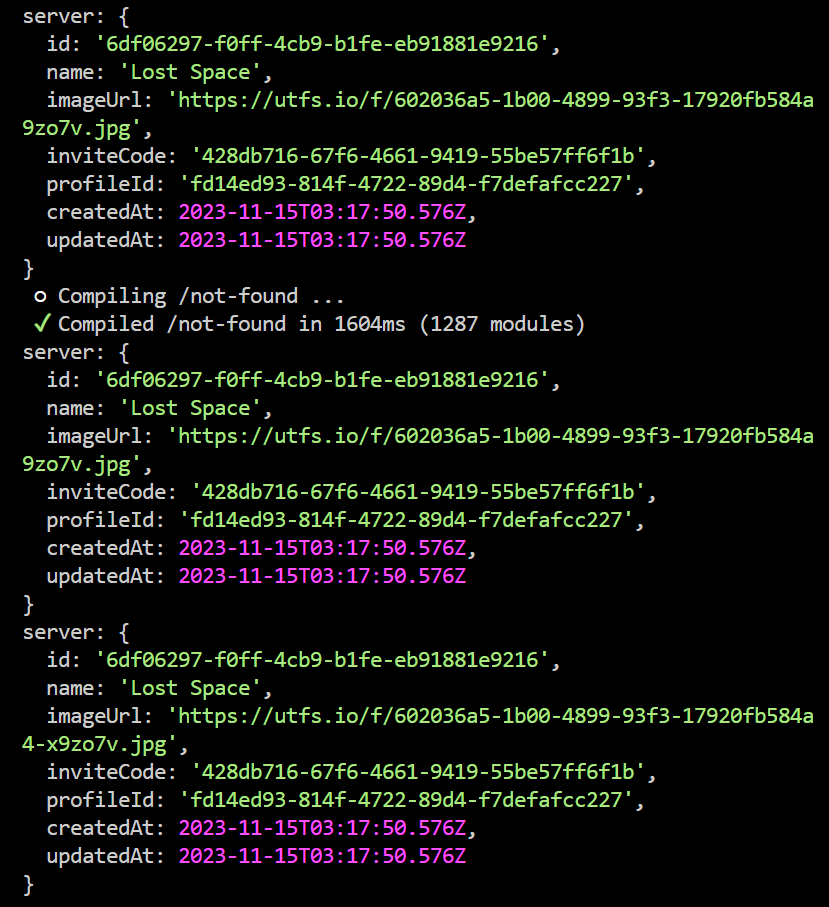 server: {
id: '6df06297-f0ff-4cb9-b1fe-eb91881e9216',
name: 'Lost Space',
imageUrl: 'https://utfs.io/f/602036a5-1b00-4899-93f3-17920fb584a
9zo7v.jpg',
inviteCode: '428db716-67f6-4661-9419-55be57ff6f1b',
profileId: 'fd14ed93-814f-4722-89d4-f7defafcc227',
createdAt: 2023-11-15T03:17:50.576Z,
updatedAt: 2023-11-15T03:17:50.576Z
}
○ Compiling /not-found ...
✓ Compiled /not-found in 1604ms (1287 modules)
server: {
id: '6df06297-f0ff-4cb9-b1fe-eb91881e9216',
name: 'Lost Space',
imageUrl: 'https://utfs.io/f/602036a5-1b00-4899-93f3-17920fb584a
9zo7v.jpg',
inviteCode: '428db716-67f6-4661-9419-55be57ff6f1b',
profileId: 'fd14ed93-814f-4722-89d4-f7defafcc227',
createdAt: 2023-11-15T03:17:50.576Z,
updatedAt: 2023-11-15T03:17:50.576Z
}
server: {
id: '6df06297-f0ff-4cb9-b1fe-eb91881e9216',
name: 'Lost Space',
imageUrl: 'https://utfs.io/f/602036a5-1b00-4899-93f3-17920fb584a
4-x9zo7v.jpg',
inviteCode: '428db716-67f6-4661-9419-55be57ff6f1b',
profileId: 'fd14ed93-814f-4722-89d4-f7defafcc227',
createdAt: 2023-11-15T03:17:50.576Z,
updatedAt: 2023-11-15T03:17:50.576Z
}